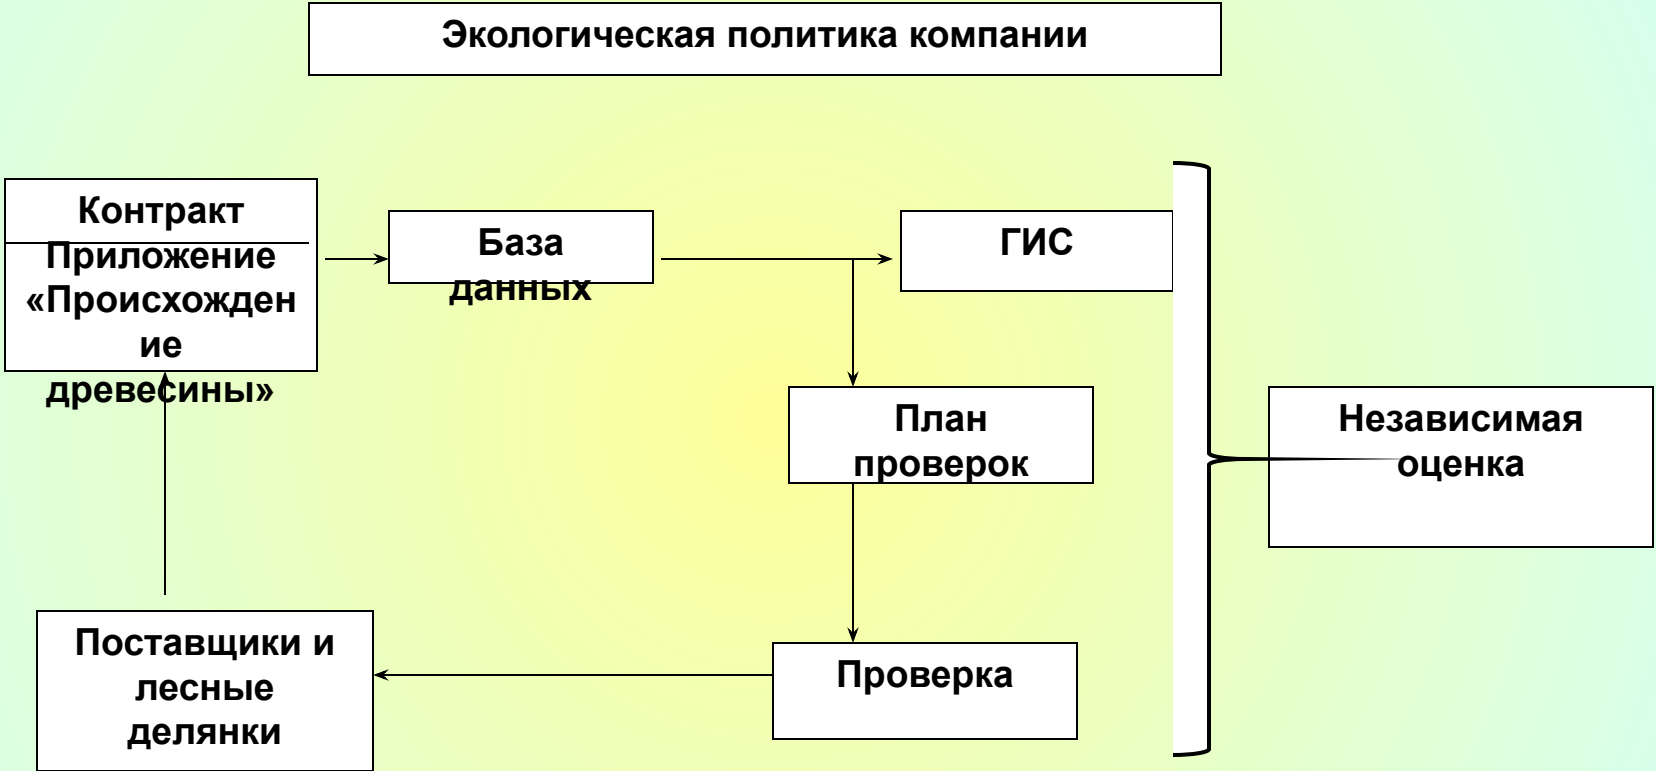 Экологическая политика компании
Контракт
Приложение
«Происхожден
ие
древесины»
База
данных
ГИС
План
проверок
Независимая
оценка
Поставщики и
лесные
делянки
Проверка